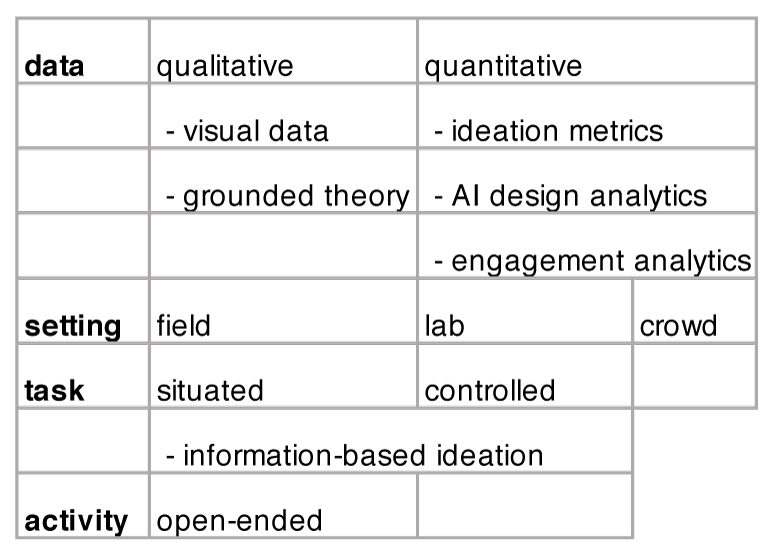 data qualitative quantitative
- visual data - ideation metrics
- grounded theory - AI design analytics
- engagement analytics
setting field lab crowd
task situated controlled
- information-based ideation
activity open-ended